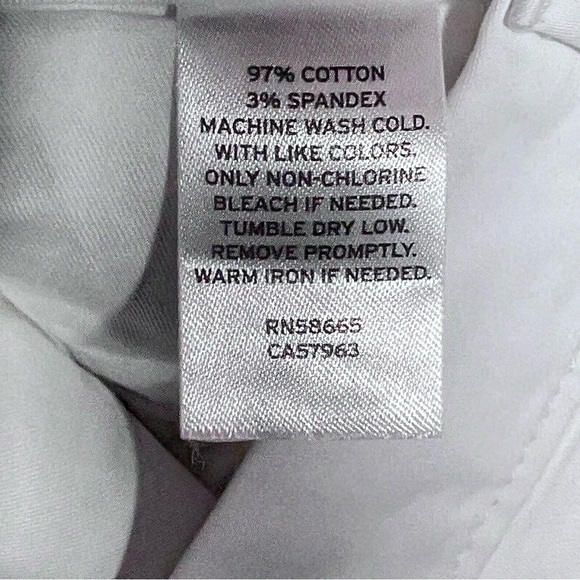 97% COTTON
3% SPANDEX
MACHINE WASH COLD.
WITH LIKE COLORS.
ONLY NON-CHLORINE
BLEACH IF NEEDED.
TUMBLE DRY LOW.
REMOVE PROMPTLY.
WARM IRON IF NEEDED.
RN58665
CA57963